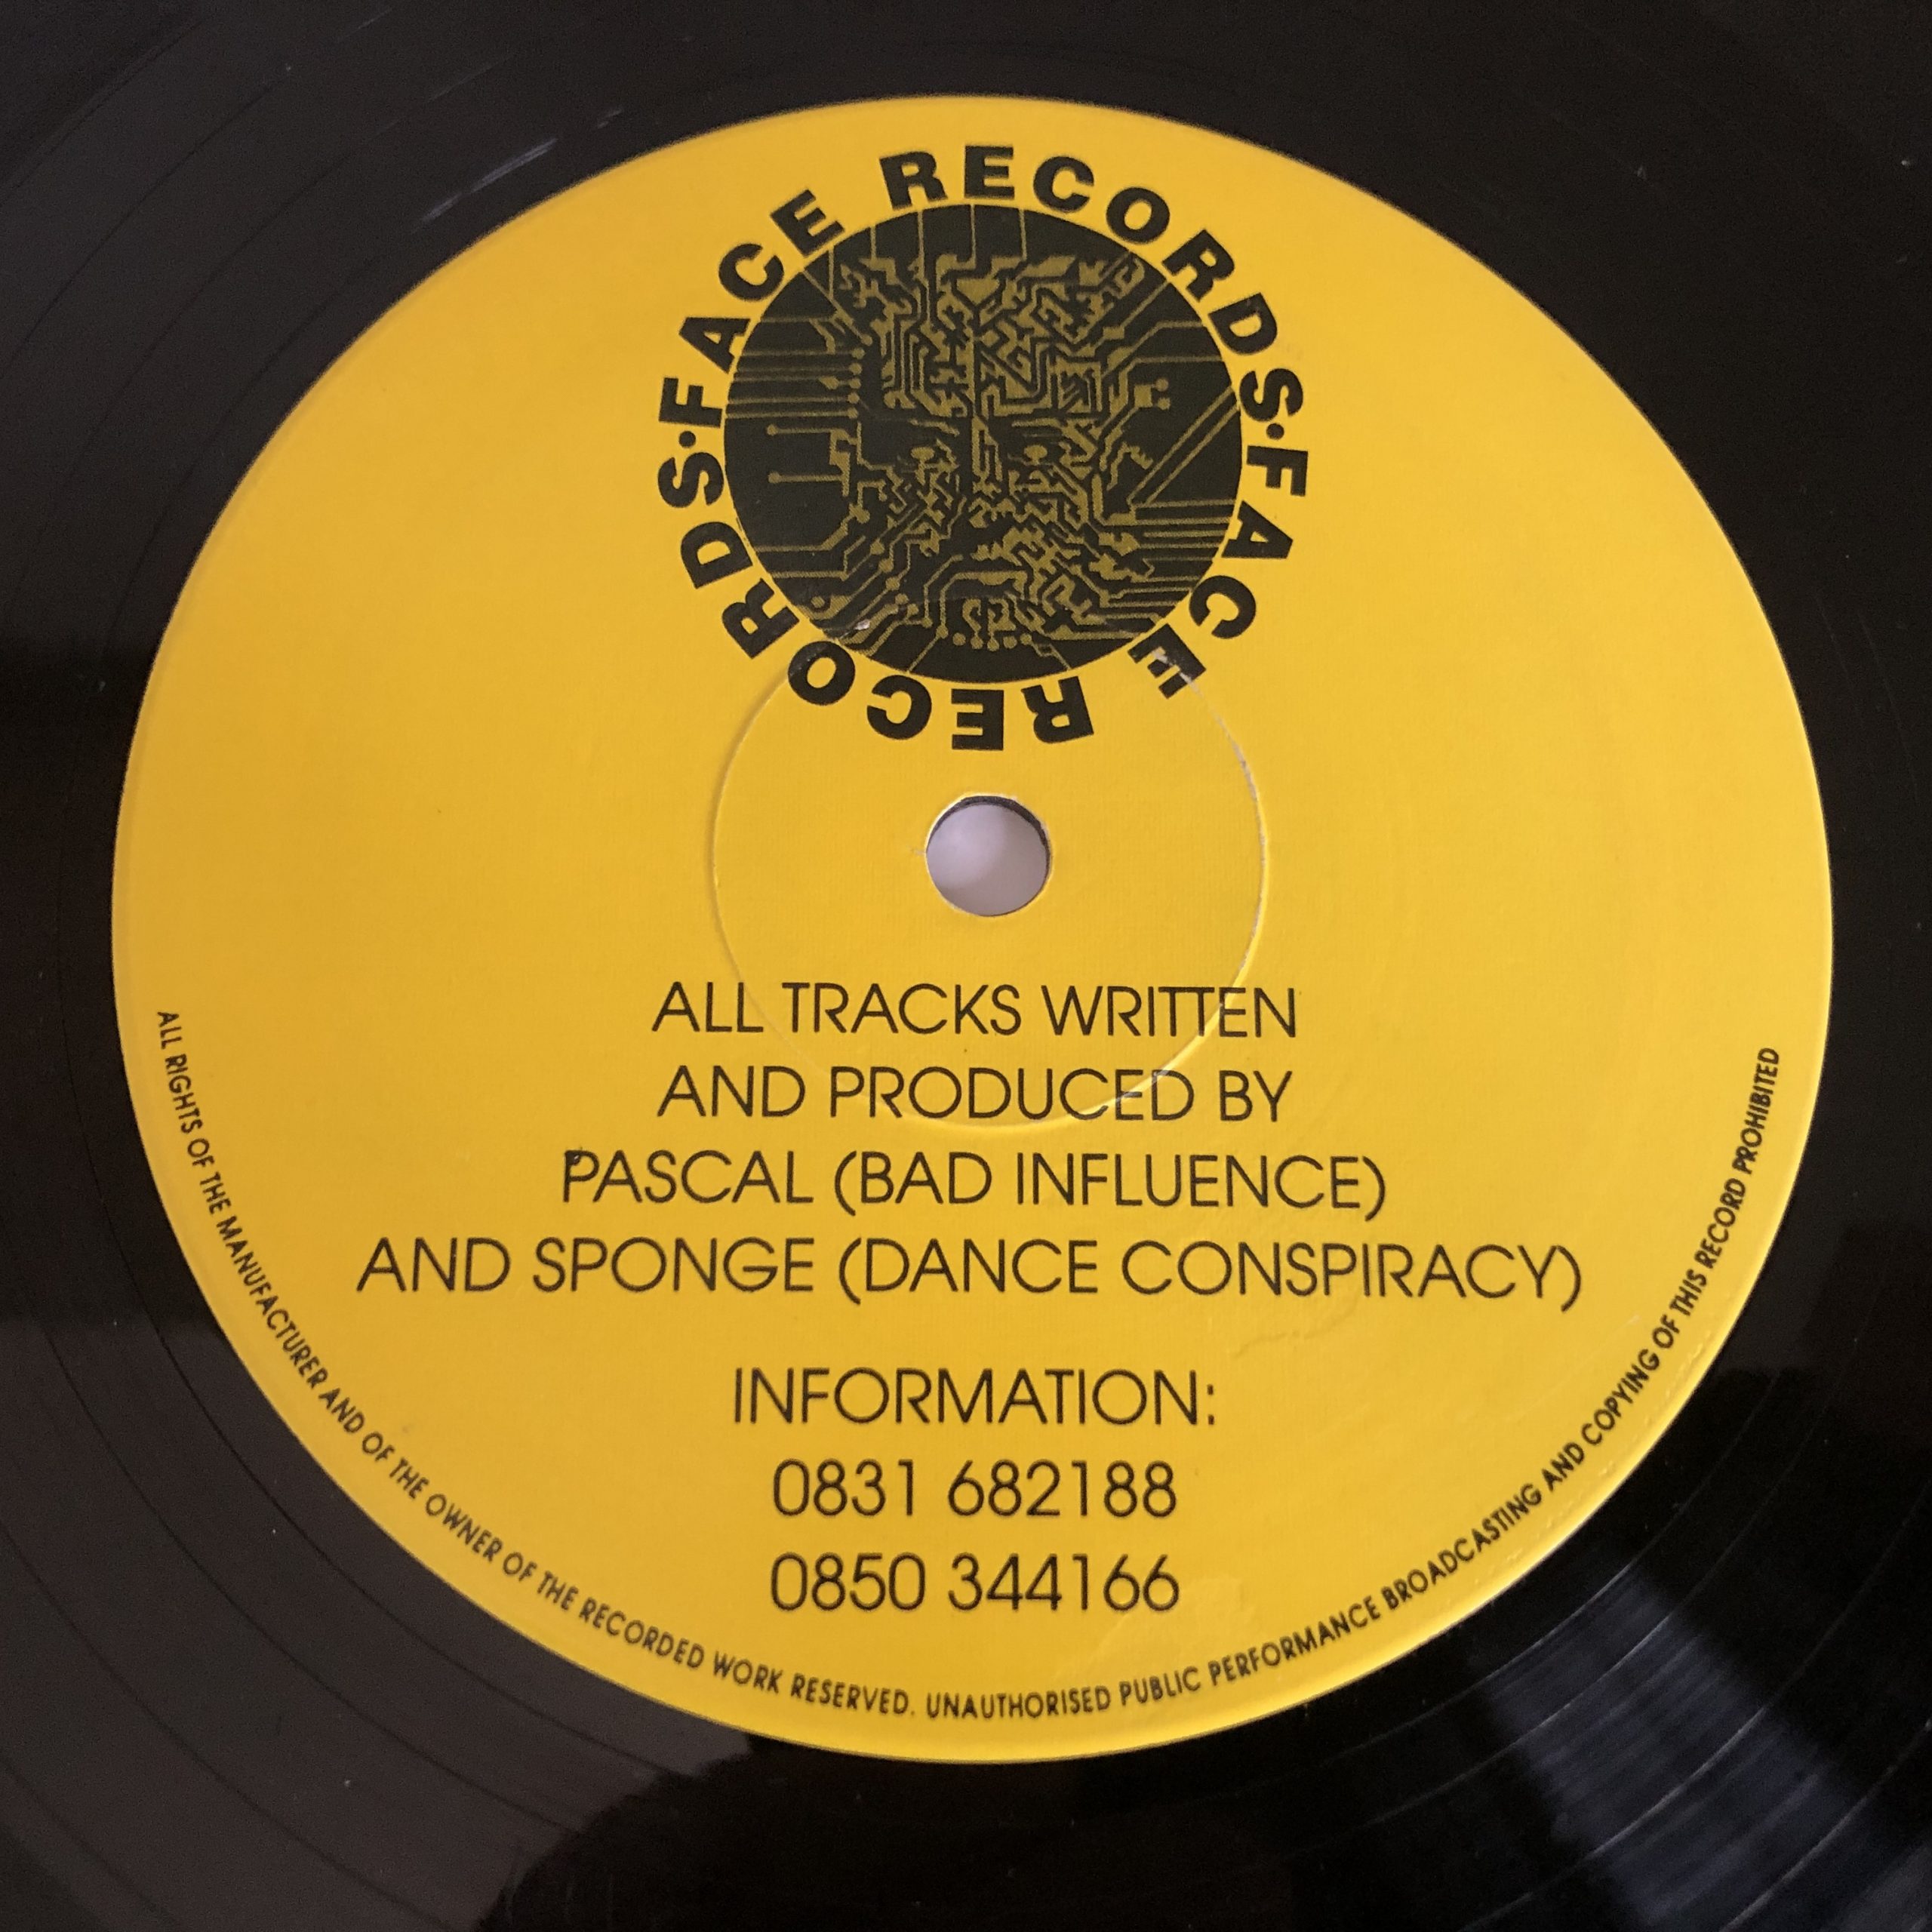 FACE RECORDS·FACE RECORDS·
ALL TRACKS WRITTEN
AND PRODUCED BY
PASCAL (BAD INFLUENCE)
AND SPONGE (DANCE CONSPIRACY)
INFORMATION:
0831 682188
0850 344166
ALL RIGHTS OF THE MANUFACTURER AND OF THE OWNER OF THE RECORDED WORK RESERVED. UNAUTHORISED PUBLIC PERFORMANCE BROADCASTING AND COPYING OF THIS RECORD PROHIBITED